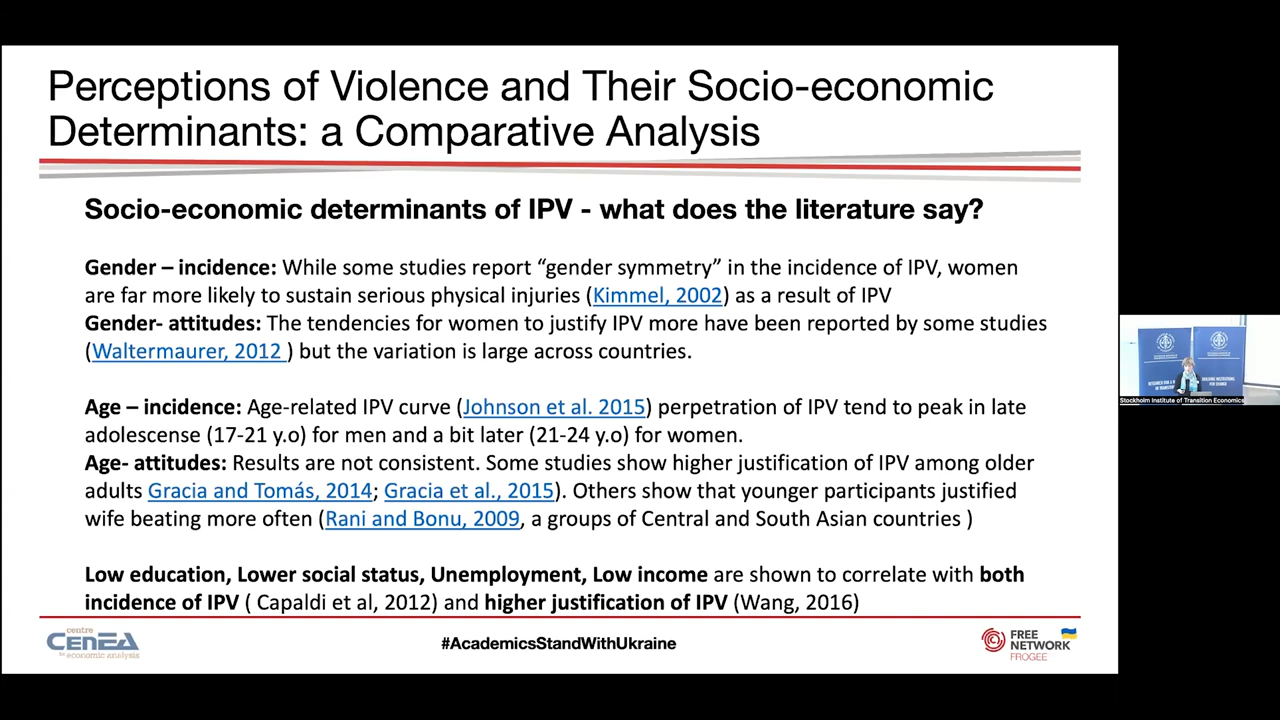 Perceptions of Violence and Their Socio-economic
Determinants: a Comparative Analysis
Socio-economic determinants of IPV - what does the literature say?
Gender – incidence: While some studies report “gender symmetry” in the incidence of IPV, women
are far more likely to sustain serious physical injuries (Kimmel, 2002) as a result of IPV
Gender- attitudes: The tendencies for women to justify IPV more have been reported by some studies
(Waltermaurer, 2012 ) but the variation is large across countries.
Age – incidence: Age-related IPV curve (Johnson et al. 2015) perpetration of IPV tend to peak in late
adolescense (17-21 y.o) for men and a bit later (21-24 y.o) for women.
Age- attitudes: Results are not consistent. Some studies show higher justification of IPV among older
adults Gracia and Tomás, 2014; Gracia et al., 2015). Others show that younger participants justified
wife beating more often (Rani and Bonu, 2009, a groups of Central and South Asian countries )
Low education, Lower social status, Unemployment, Low income are shown to correlate with both
incidence of IPV ( Capaldi et al, 2012) and higher justification of IPV (Wang, 2016)
centre
CENEA
for economic analysis
#AcademicsStandWithUkraine
FREE
NETWORK
FROGEE
Stockholm Institute of Transition Economics